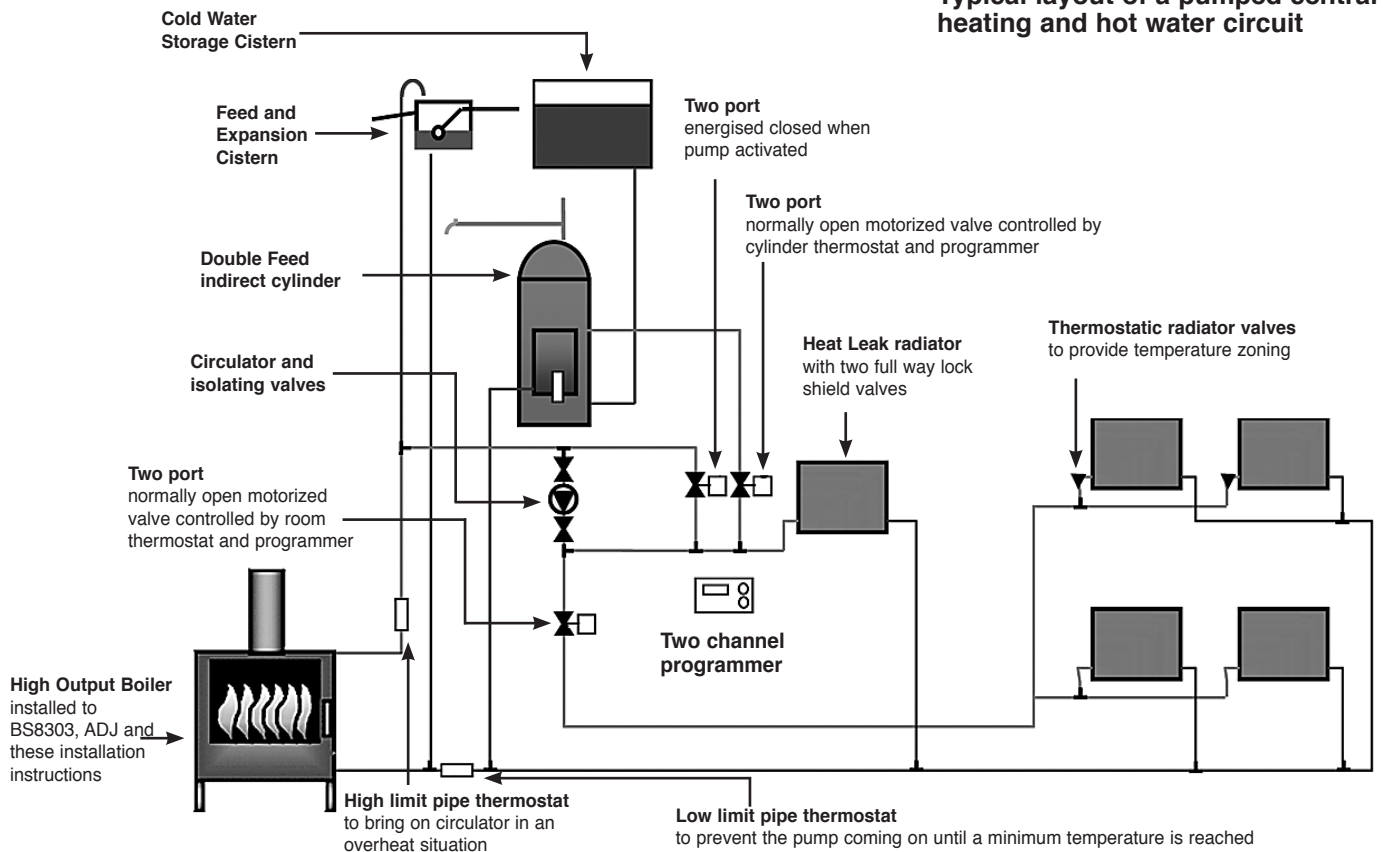 Typical layout of a pumped central
heating and hot water circuit
Cold Water
Storage Cistern
Feed and
Expansion
Cistern
Two port
energised closed when
pump activated
Two port
normally open motorized valve controlled by
cylinder thermostat and programmer
Double Feed
indirect cylinder
Heat Leak radiator
with two full way lock
shield valves
Thermostatic radiator valves
to provide temperature zoning
Circulator and
isolating valves
Two port
normally open motorized
valve controlled by room
thermostat and programmer
Two channel
programmer
High Output Boiler
installed to
BS8303, ADJ and
these installation
instructions
High limit pipe thermostat
to bring on circulator in an
overheat situation
Low limit pipe thermostat
to prevent the pump coming on until a minimum temperature is reached